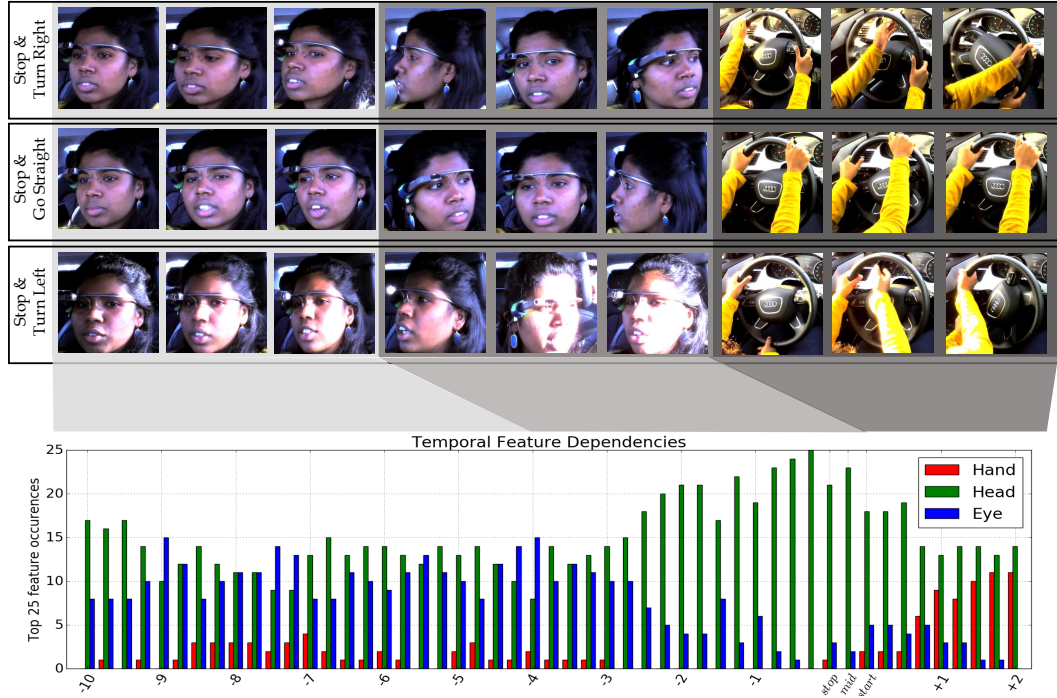 Stop &
Turn Right
Stop &
Go Straight
Stop &
Turn Left
Temporal Feature Dependencies
Top 25 feature occurences
25
20
15
10
5
0
Hand
Head
Eye
-10
-9
-8
-7
-6
-5
-4
-3
-2
-1
stop
mid
start
+1
+2